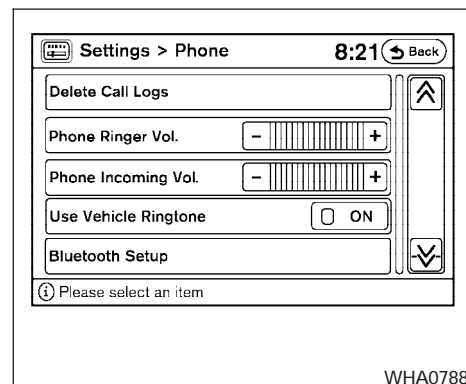 Settings > Phone 8:21 Back
Delete Call Logs
Phone Ringer Vol. - +
Phone Incoming Vol. - +
Use Vehicle Ringtone ON
Bluetooth Setup
i Please select an item
WHA0788